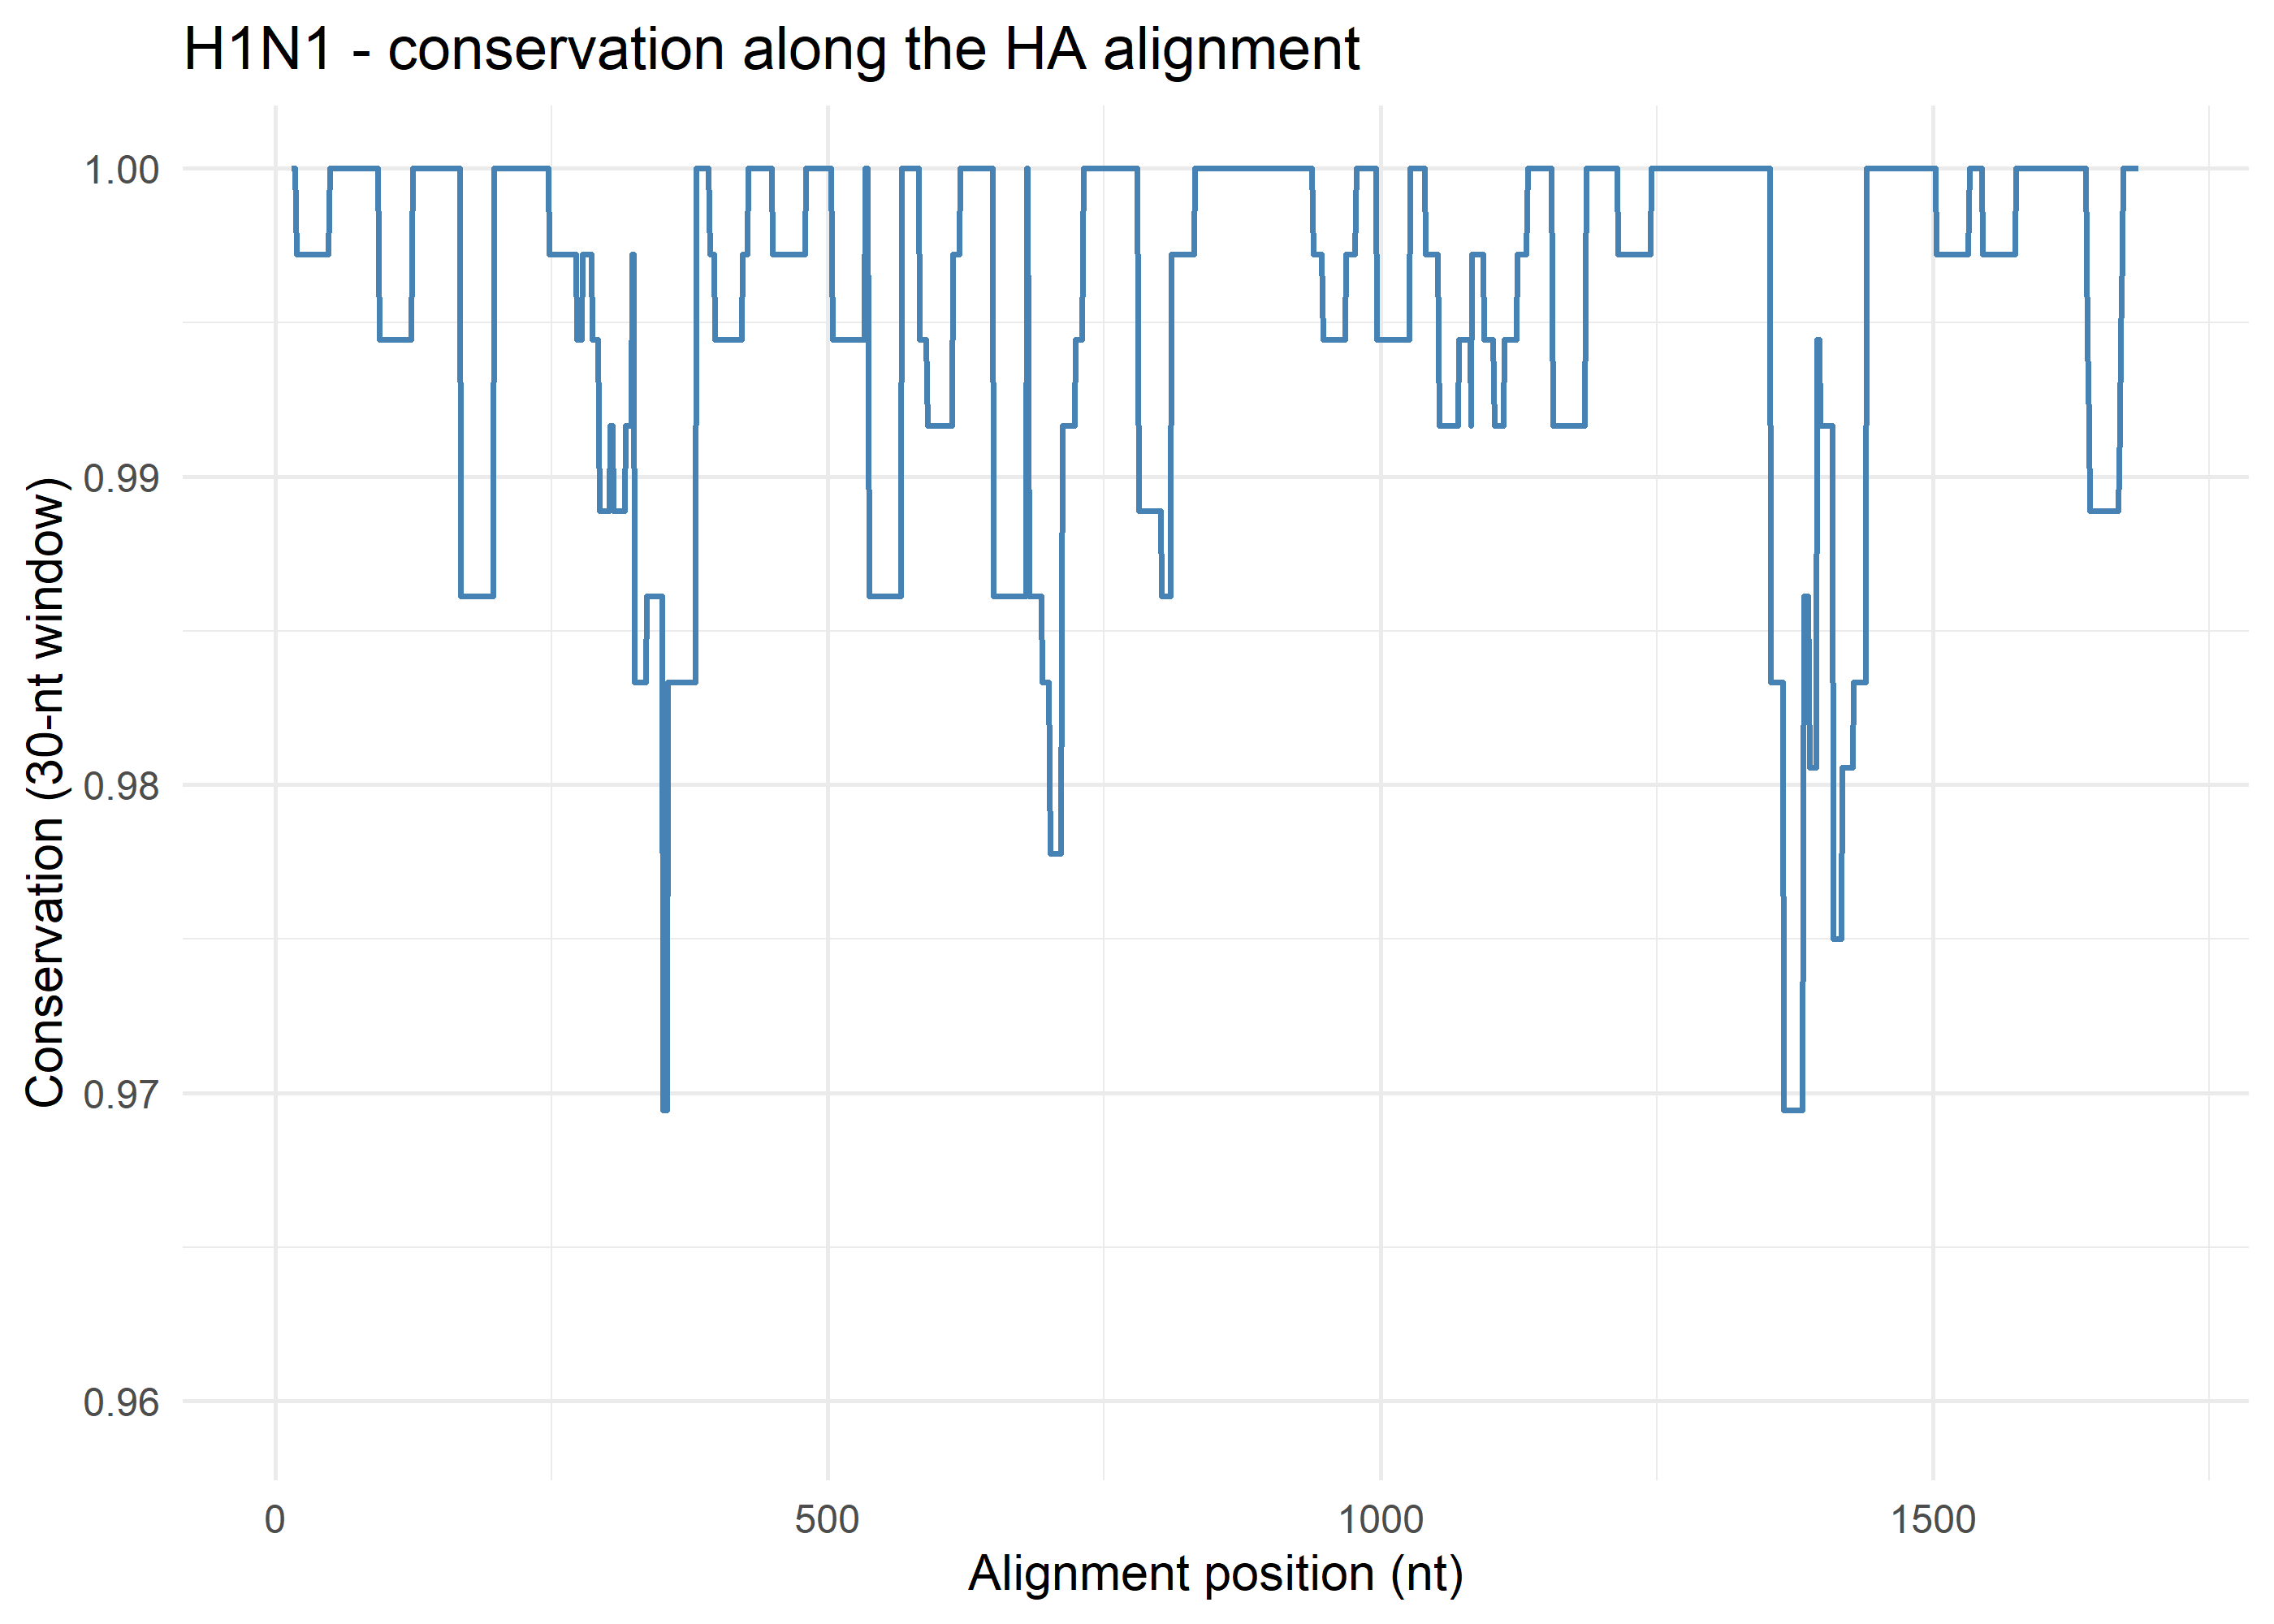 H1N1 - conservation along the HA alignment
Conservation (30-nt window)
1.00
0.99
0.98
0.97
0.96
0 500 1000 1500
Alignment position (nt)